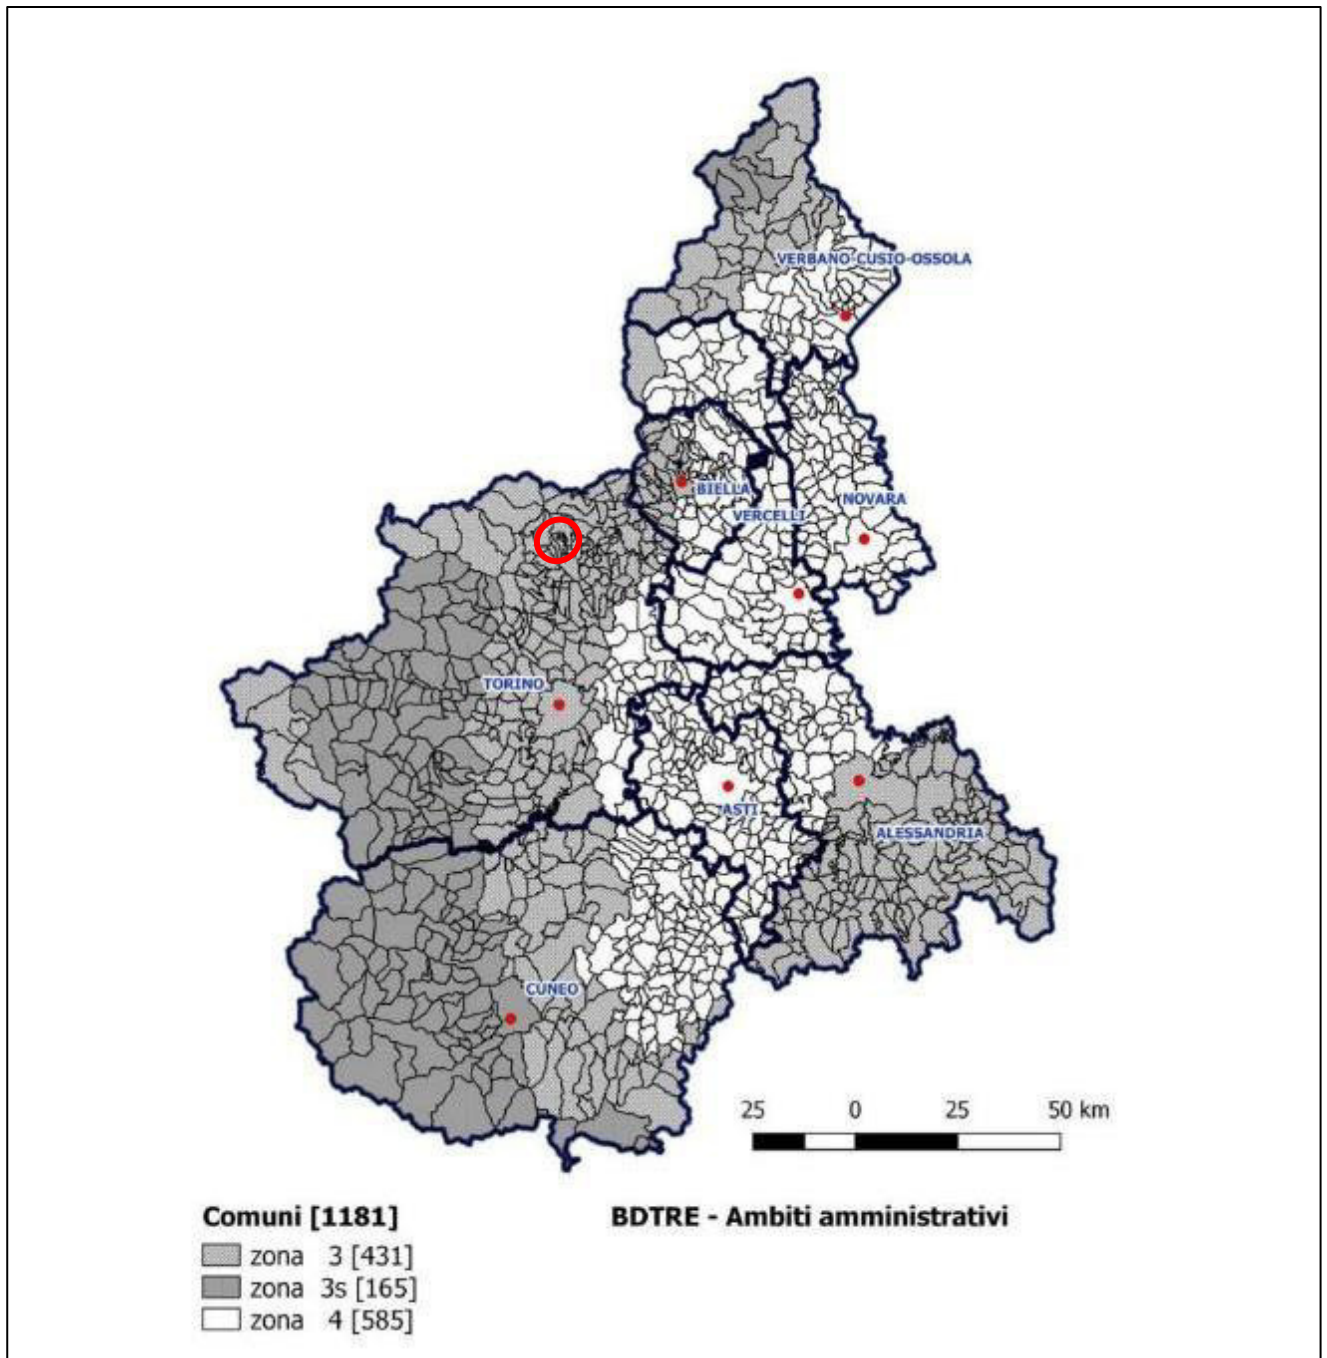 VERBANO-CUSIO-OSSOLA
BIELLA
NOVARA
VERCELLI
TORINO
ASTI
ALESSANDRIA
CUNEO
25 0 25 50 km
Comuni [1181]
BDTRE - Ambiti amministrativi
zona 3 [431]
zona 3s [165]
zona 4 [585]